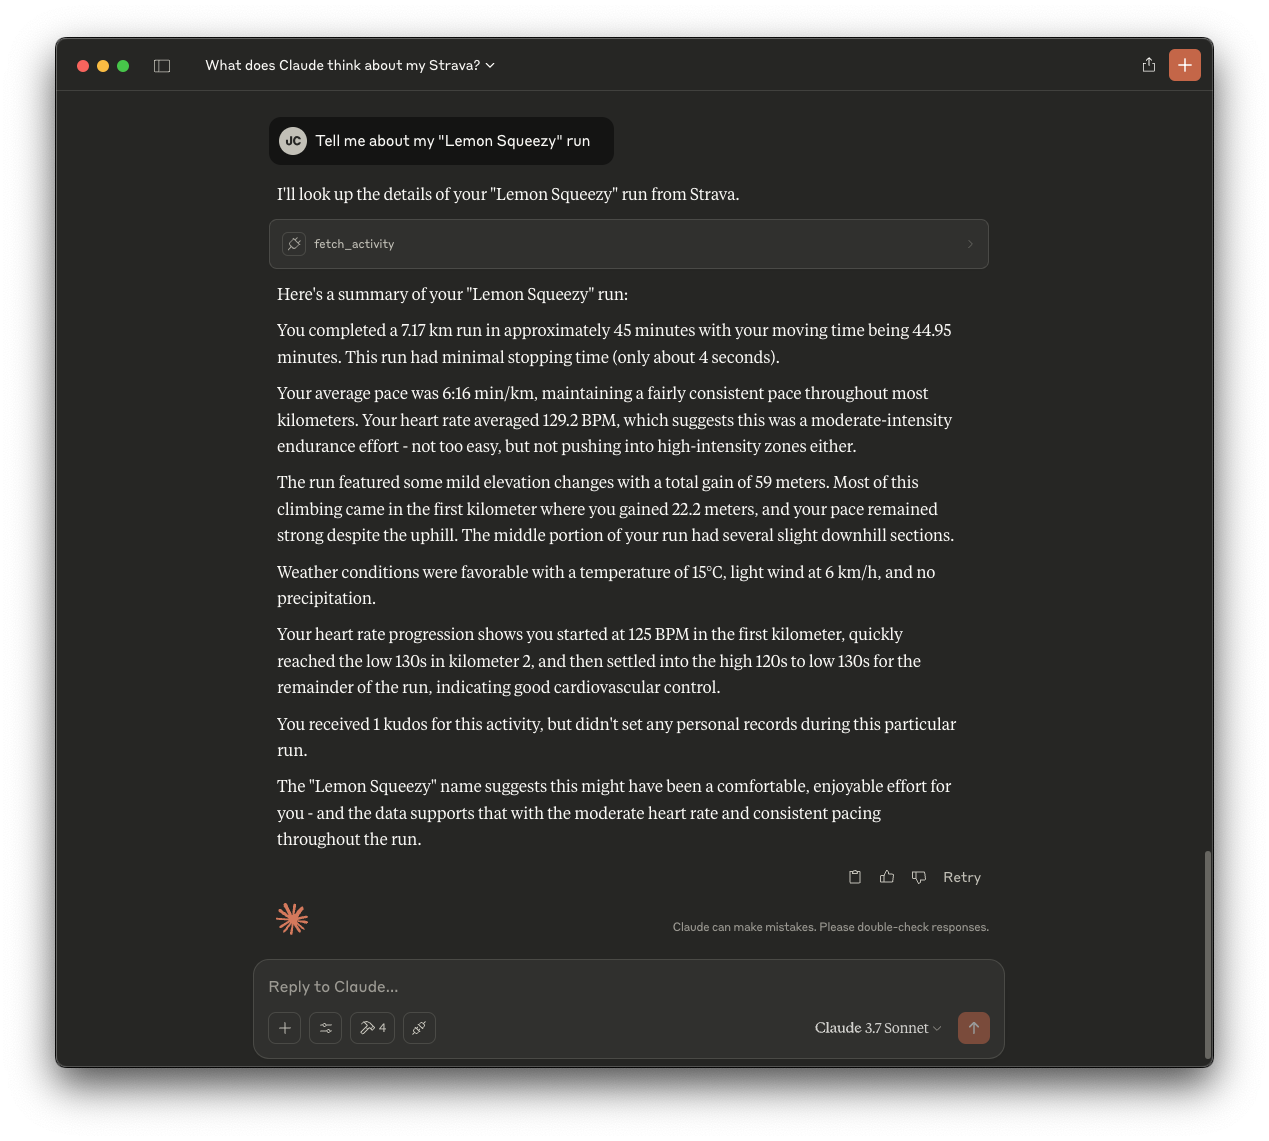 What does Claude think about my Strava?
JC
Tell me about my "Lemon Squeezy" run
I'll look up the details of your "Lemon Squeezy" run from Strava.
fetch_activity
Here's a summary of your "Lemon Squeezy" run:
You completed a 7.17 km run in approximately 45 minutes with your moving time being 44.95
minutes. This run had minimal stopping time (only about 4 seconds).
Your average pace was 6:16 min/km, maintaining a fairly consistent pace throughout most
kilometers. Your heart rate averaged 129.2 BPM, which suggests this was a moderate-intensity
endurance effort - not too easy, but not pushing into high-intensity zones either.
The run featured some mild elevation changes with a total gain of 59 meters. Most of this
climbing came in the first kilometer where you gained 22.2 meters, and your pace remained
strong despite the uphill. The middle portion of your run had several slight downhill sections.
Weather conditions were favorable with a temperature of 15°C, light wind at 6 km/h, and no
precipitation.
Your heart rate progression shows you started at 125 BPM in the first kilometer, quickly
reached the low 130s in kilometer 2, and then settled into the high 120s to low 130s for the
remainder of the run, indicating good cardiovascular control.
You received 1 kudos for this activity, but didn't set any personal records during this particular
run.
The "Lemon Squeezy" name suggests this might have been a comfortable, enjoyable effort for
you - and the data supports that with the moderate heart rate and consistent pacing
throughout the run.
Retry
Claude can make mistakes. Please double-check responses.
Reply to Claude...
4
Claude 3.7 Sonnet